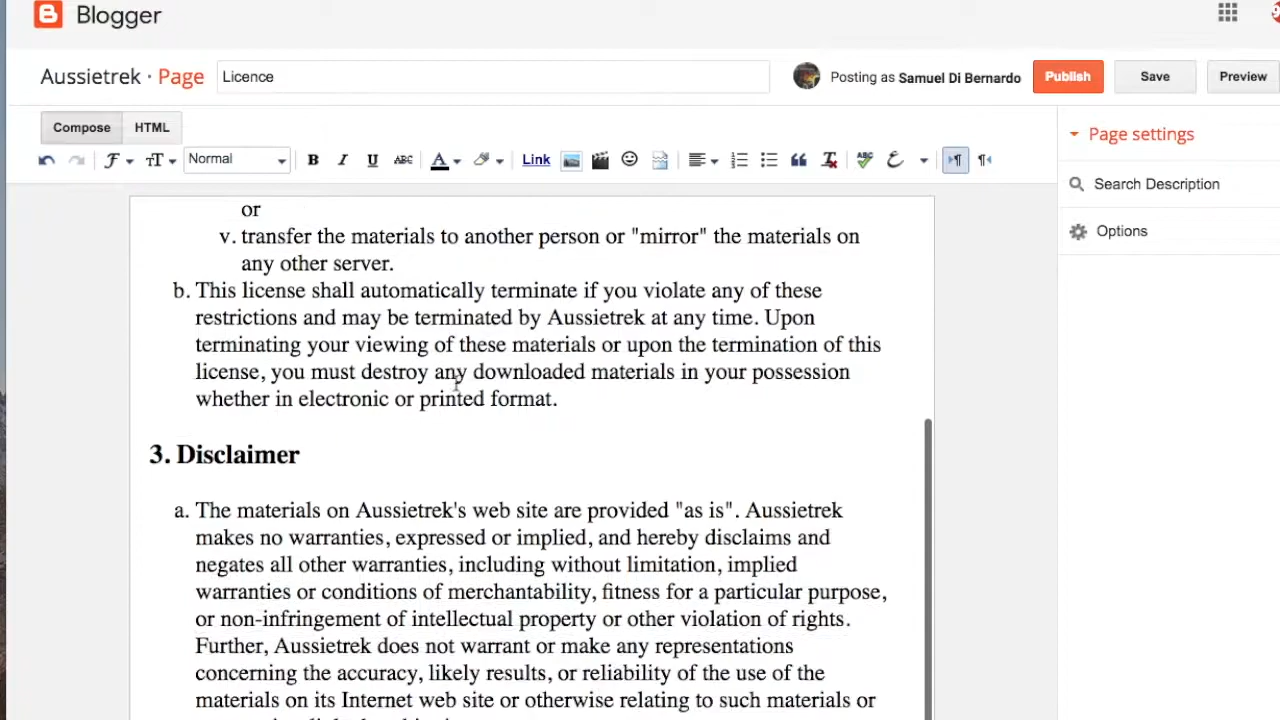 Blogger
Aussietrek · Page Licence Posting as Samuel Di Bernardo Publish Save Preview
Compose HTML
Normal B I U ABC A Link
Page settings
Search Description
Options
or
v. transfer the materials to another person or "mirror" the materials on
any other server.
b. This license shall automatically terminate if you violate any of these
restrictions and may be terminated by Aussietrek at any time. Upon
terminating your viewing of these materials or upon the termination of this
license, you must destroy any downloaded materials in your possession
whether in electronic or printed format.
3. Disclaimer
a. The materials on Aussietrek's web site are provided "as is". Aussietrek
makes no warranties, expressed or implied, and hereby disclaims and
negates all other warranties, including without limitation, implied
warranties or conditions of merchantability, fitness for a particular purpose,
or non-infringement of intellectual property or other violation of rights.
Further, Aussietrek does not warrant or make any representations
concerning the accuracy, likely results, or reliability of the use of the
materials on its Internet web site or otherwise relating to such materials or